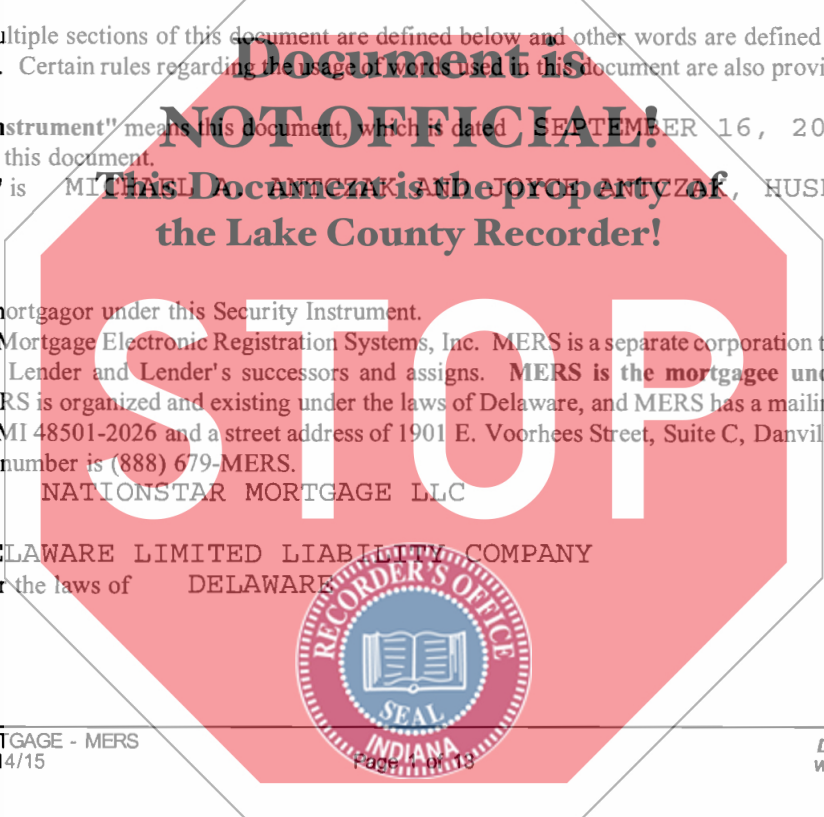 ultiple sections of this document are defined below and other words are defined
Document is
. Certain rules regarding the usage of words used in this document are also provi
NOT OFFICIAL!
nstrument" means this document, which is dated SEPTEMBER 16, 20
this document.
This Document is the property of
" is MICHAEL A. ANTCZAK AND JOYCE ANTCZAK, HUS
the Lake County Recorder!
ortgagor under this Security Instrument.
STOP
Mortgage Electronic Registration Systems, Inc. MERS is a separate corporation t
Lender and Lender's successors and assigns. MERS is the mortgagee und
RS is organized and existing under the laws of Delaware, and MERS has a mailin
MI 48501-2026 and a street address of 1901 E. Voorhees Street, Suite C, Danvil
number is (888) 679-MERS.
NATIONSTAR MORTGAGE LLC
ELAWARE LIMITED LIABILITY COMPANY
r the laws of DELAWARE
RECORDER'S OFFICE
SEAL
INDIANA
TGAGE - MERS
4/15
Page 1 of 13